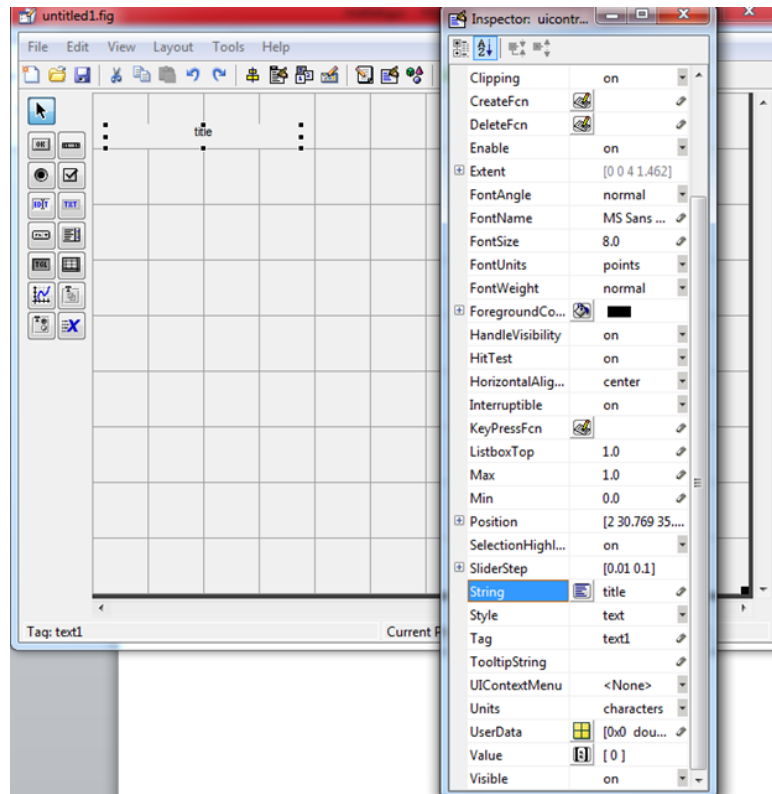 untitled1.fig
File Edit View Layout Tools Help
OK
EDIT TXT
TGL
title
Tag: text1
Current P
Inspector: uicontr...
Clipping on
CreateFcn
DeleteFcn
Enable on
Extent [0 0 4 1.462]
FontAngle normal
FontName MS Sans ...
FontSize 8.0
FontUnits points
FontWeight normal
ForegroundCo...
HandleVisibility on
HitTest on
HorizontalAlig... center
Interruptible on
KeyPressFcn
ListboxTop 1.0
Max 1.0
Min 0.0
Position [2 30.769 35....
SelectionHighl... on
SliderStep [0.01 0.1]
String title
Style text
Tag text1
TooltipString
UIContextMenu <None>
Units characters
UserData [0x0 dou...
Value [ 0 ]
Visible on